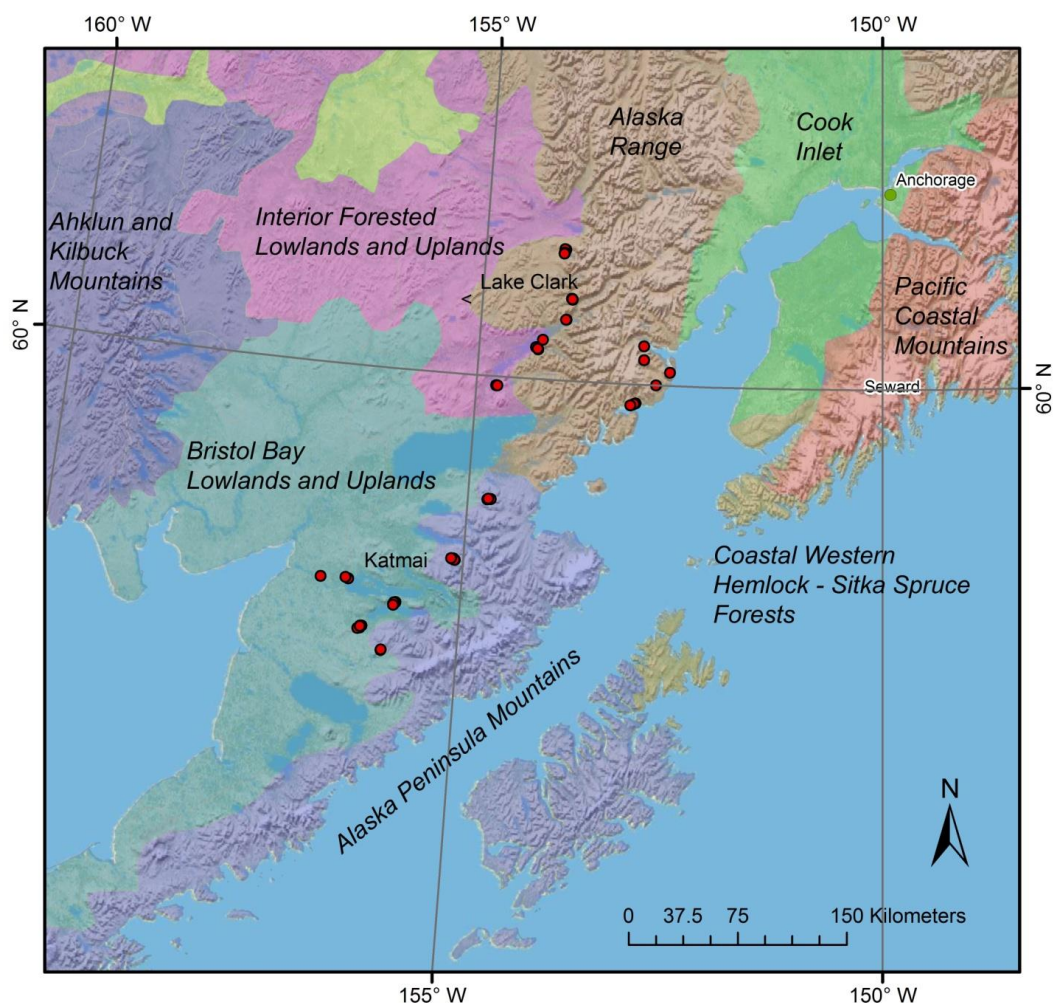 160° W
155° W
150° W
Alaska
Range
Cook
Inlet
Anchorage
Ahklun and
Kilbuck
Mountains
Interior Forested
Lowlands and Uplands
Lake Clark
<
Pacific
Coastal
Mountains
60° N
60° N
Seward
Bristol Bay
Lowlands and Uplands
Katmai
Coastal Western
Hemlock - Sitka Spruce
Forests
Alaska Peninsula Mountains
N
0 37.5 75 150 Kilometers
155° W
150° W